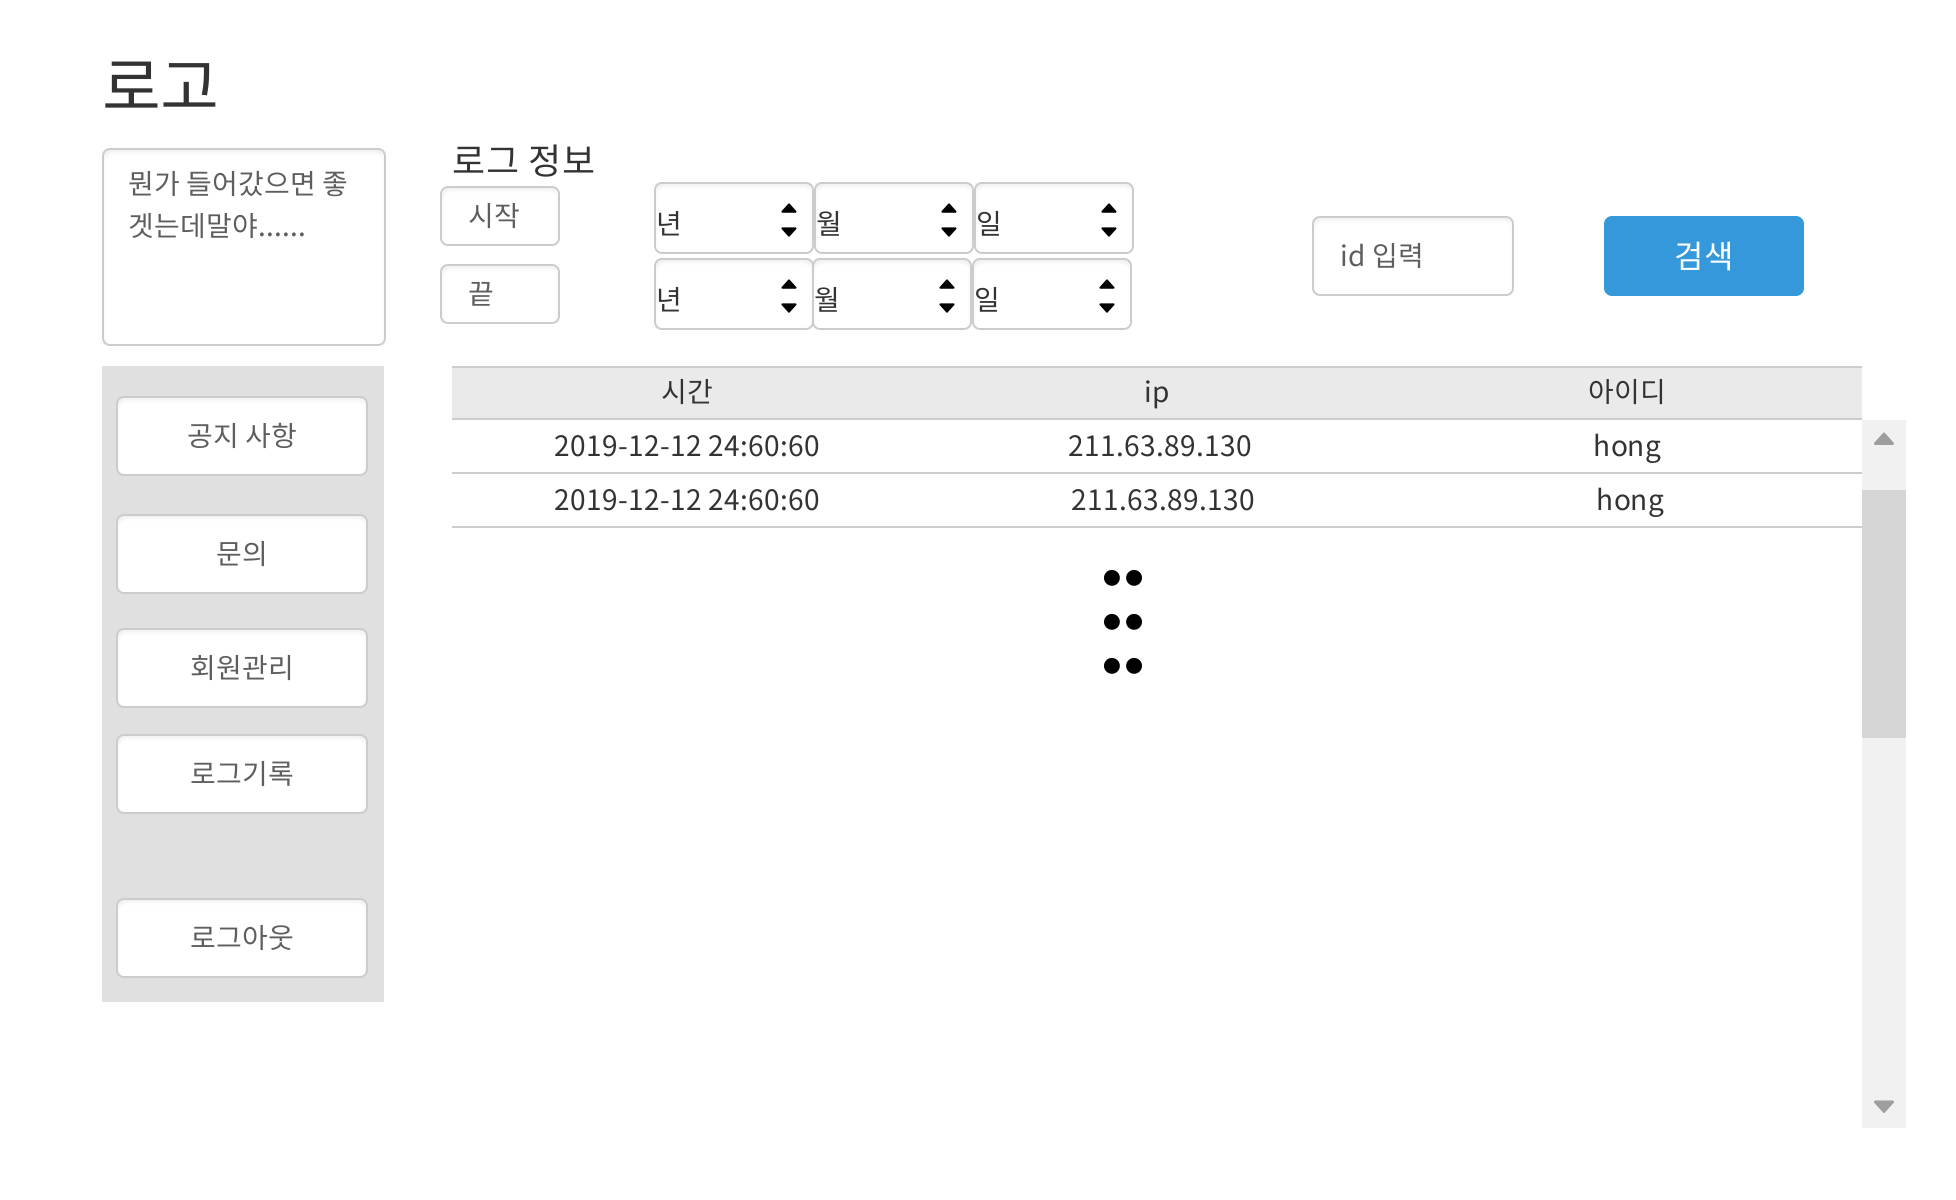 로고
뭔가 들어갔으면 좋
겟는데말야......
로그 정보
시작
년 월 일
끝
년 월 일
id 입력
검색
공지 사항
문의
회원관리
로그기록
로그아웃
시간 ip 아이디
2019-12-12 24:60:60 211.63.89.130 hong
2019-12-12 24:60:60 211.63.89.130 hong